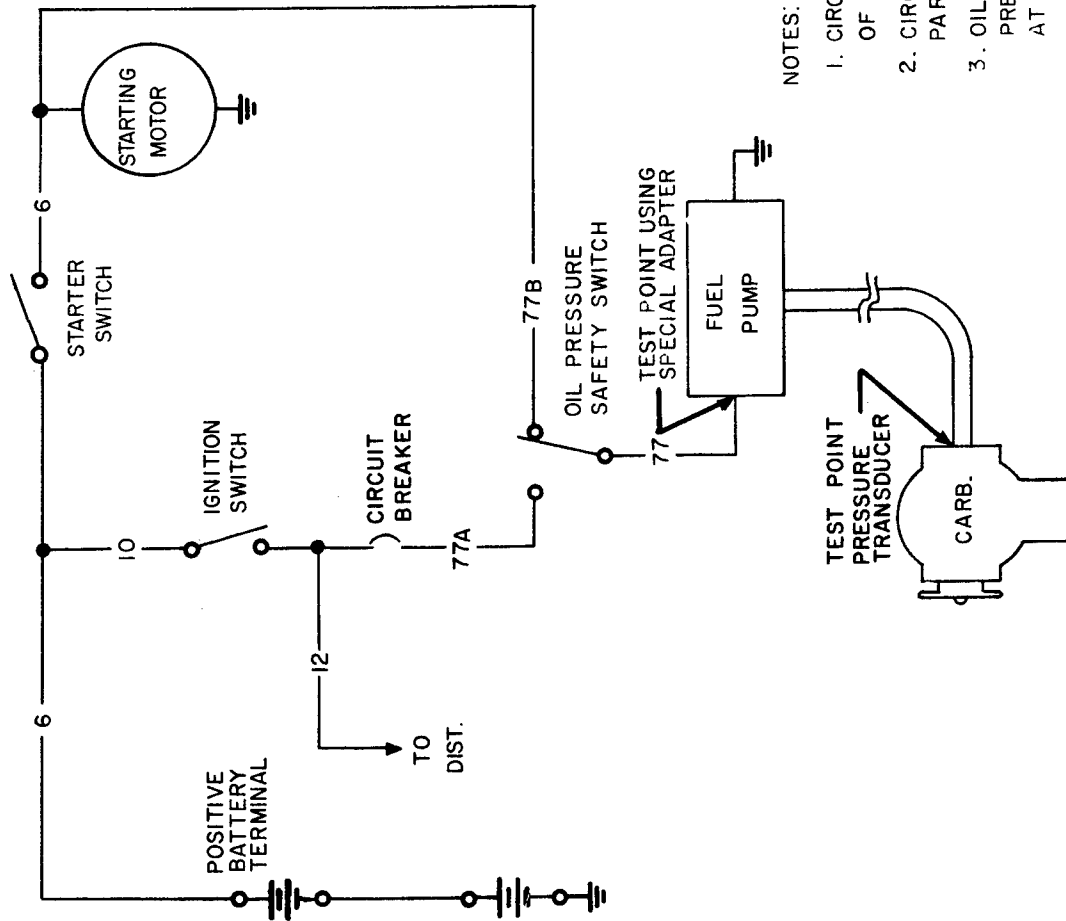 6
STARTER
SWITCH
6
STARTING
MOTOR
10
IGNITION
SWITCH
POSITIVE
BATTERY
TERMINAL
12
TO
DIST.
CIRCUIT
BREAKER
77A
77B
OIL PRESSURE
SAFETY SWITCH
77
TEST POINT USING
SPECIAL ADAPTER
FUEL
PUMP
TEST POINT
PRESSURE
TRANSDUCER
CARB.
NOTES:
1. CIRC
OF
2. CIRC
PAR
3. OIL
PRE
AT